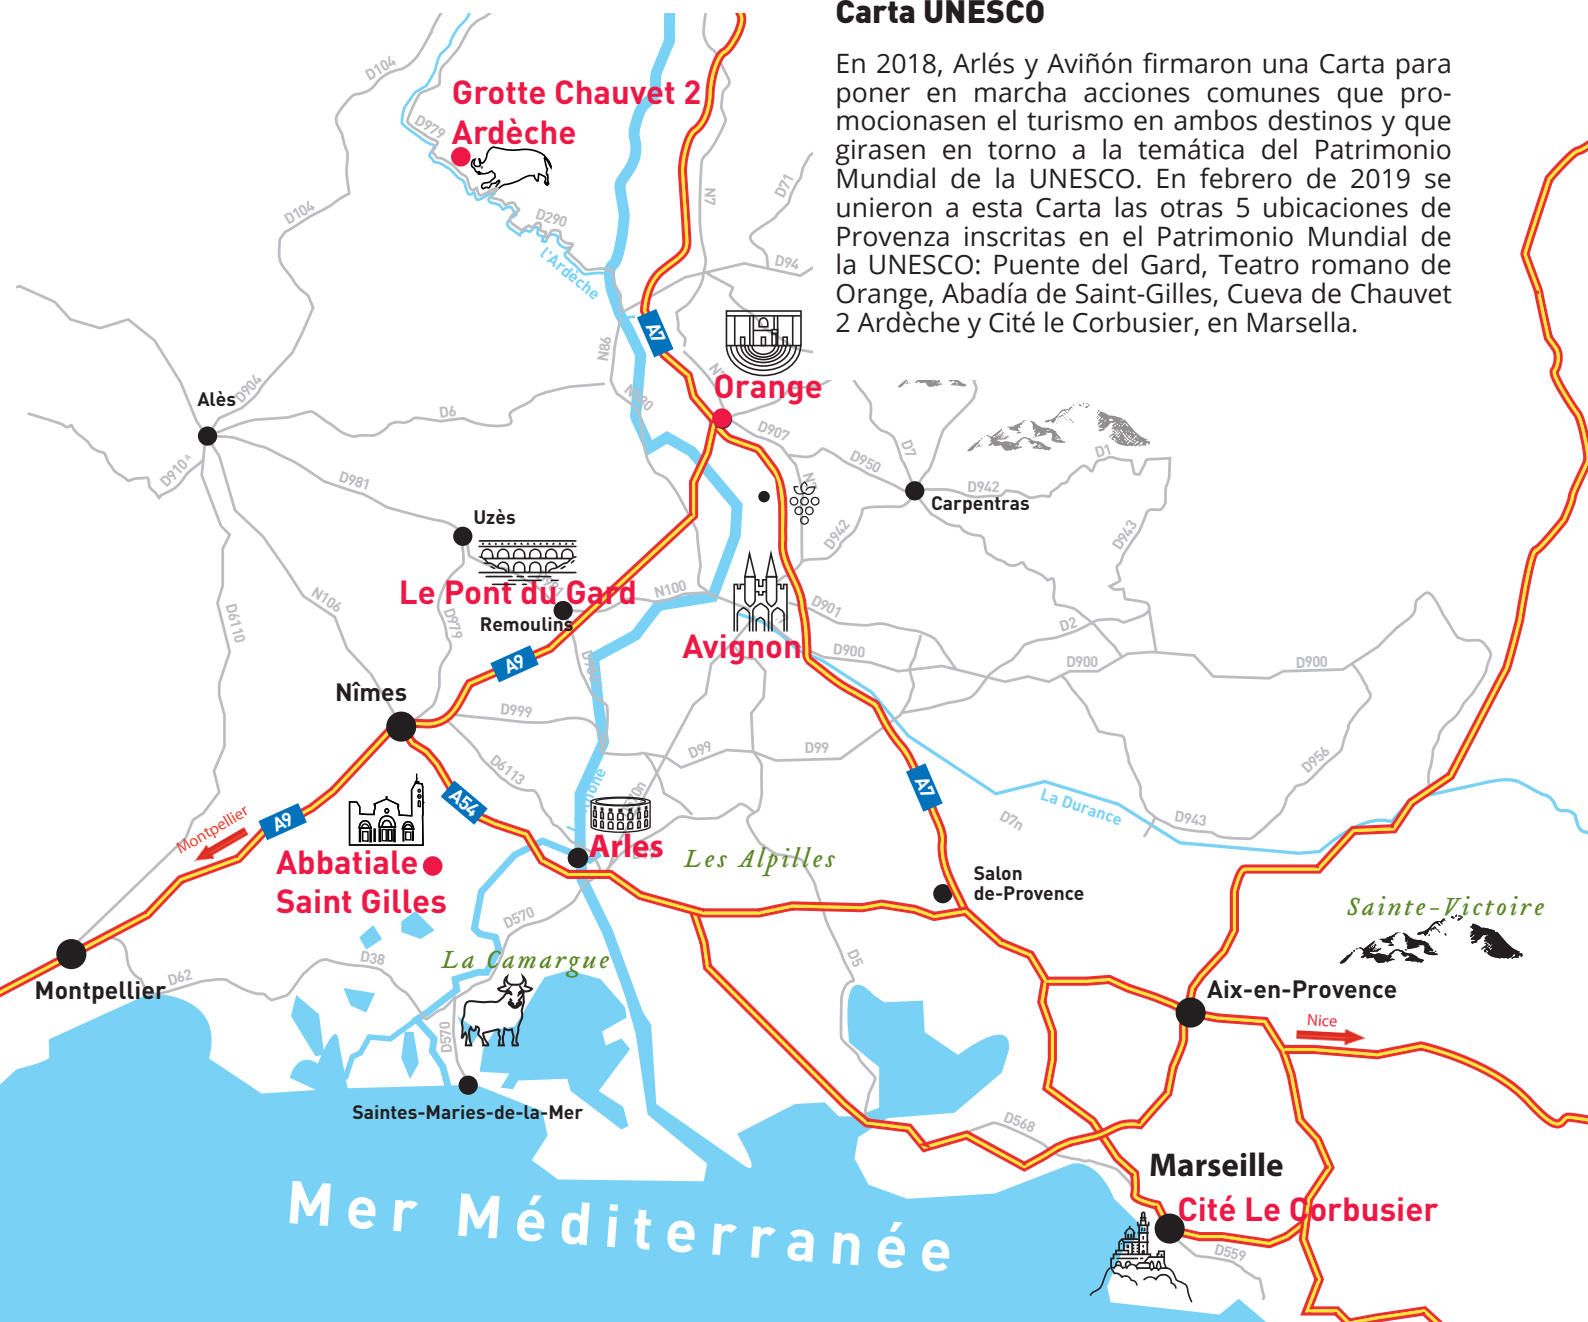 Carta UNESCO
En 2018, Arlés y Aviñón firmaron una Carta para
poner en marcha acciones comunes que pro-
mocionasen el turismo en ambos destinos y que
girasen en torno a la temática del Patrimonio
Mundial de la UNESCO. En febrero de 2019 se
unieron a esta Carta las otras 5 ubicaciones de
Provenza inscritas en el Patrimonio Mundial de
la UNESCO: Puente del Gard, Teatro romano de
Orange, Abadía de Saint-Gilles, Cueva de Chauvet
2 Ardèche y Cité le Corbusier, en Marsella.
D104
Grotte Chauvet 2
Ardèche
D979
D104
D290
l'Ardèche
N7
D71
D94
A7
N86
Orange
D904
Alès
D6
D907
D950
D7
D1
D910A
D981
D942
Carpentras
Uzès
D942
D943
Le Pont du Gard
N100
Remoulins
N106
D6110
D979
D901
D2
Avignon
D900
D900
D900
A9
Nîmes
D999
D99
D99
D956
D6113
A54
A7
La Durance
D943
D7n
A9
Montpellier
Arles
Les Alpilles
Abbatiale
Saint Gilles
Salon
de-Provence
Sainte-Victoire
D570
D38
La Camargue
D5
D62
Montpellier
Aix-en-Provence
Nice
D570
Saintes-Maries-de-la-Mer
D568
Marseille
Cité Le Corbusier
D559
Mer Méditerranée